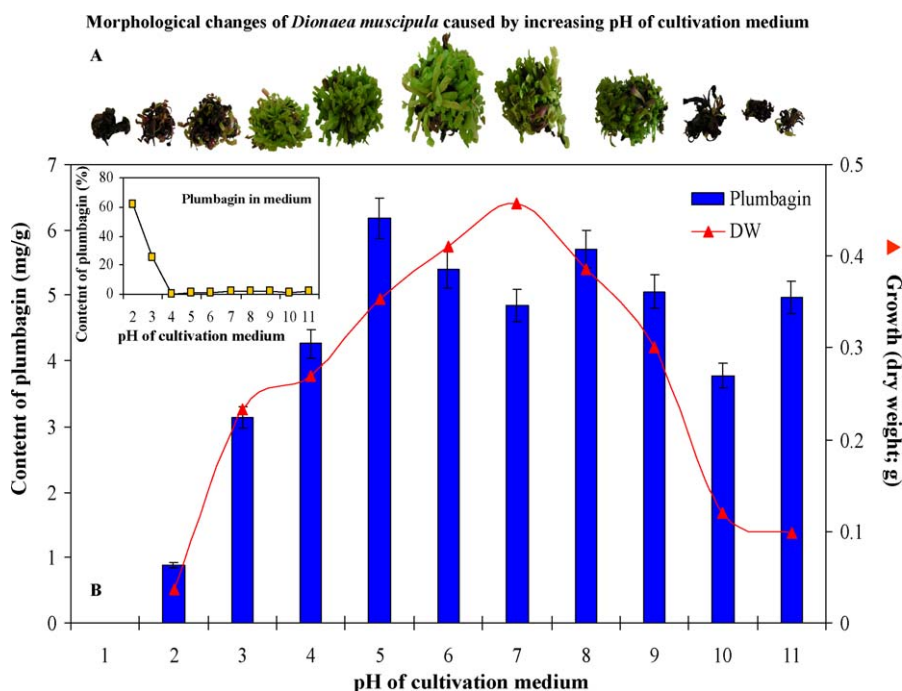 Morphological changes of Dionaea muscipula caused by increasing pH of cultivation medium
A
7
6
5
4
3
2
1
0
Contetnt of plumbagin (mg/g)
80
60
40
20
0
Contetnt of plumbagin (%)
Plumbagin in medium
2 3 4 5 6 7 8 9 10 11
pH of cultivation medium
Plumbagin
DW
0.5
0.4
0.3
0.2
0.1
0
Growth (dry weight; g)
B
1 2 3 4 5 6 7 8 9 10 11
pH of cultivation medium